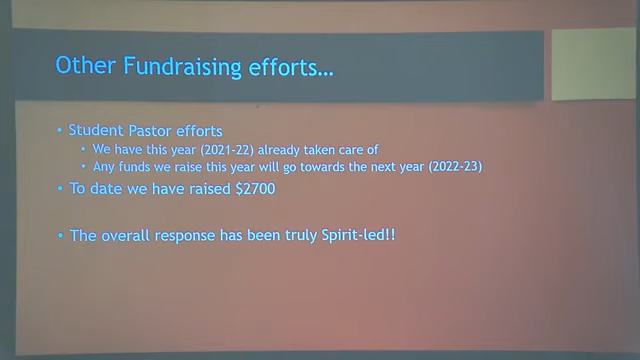 Other Fundraising efforts...
• Student Pastor efforts
• We have this year (2021-22) already taken care of
• Any funds we raise this year will go towards the next year (2022-23)
• To date we have raised $2700
• The overall response has been truly Spirit-led!!